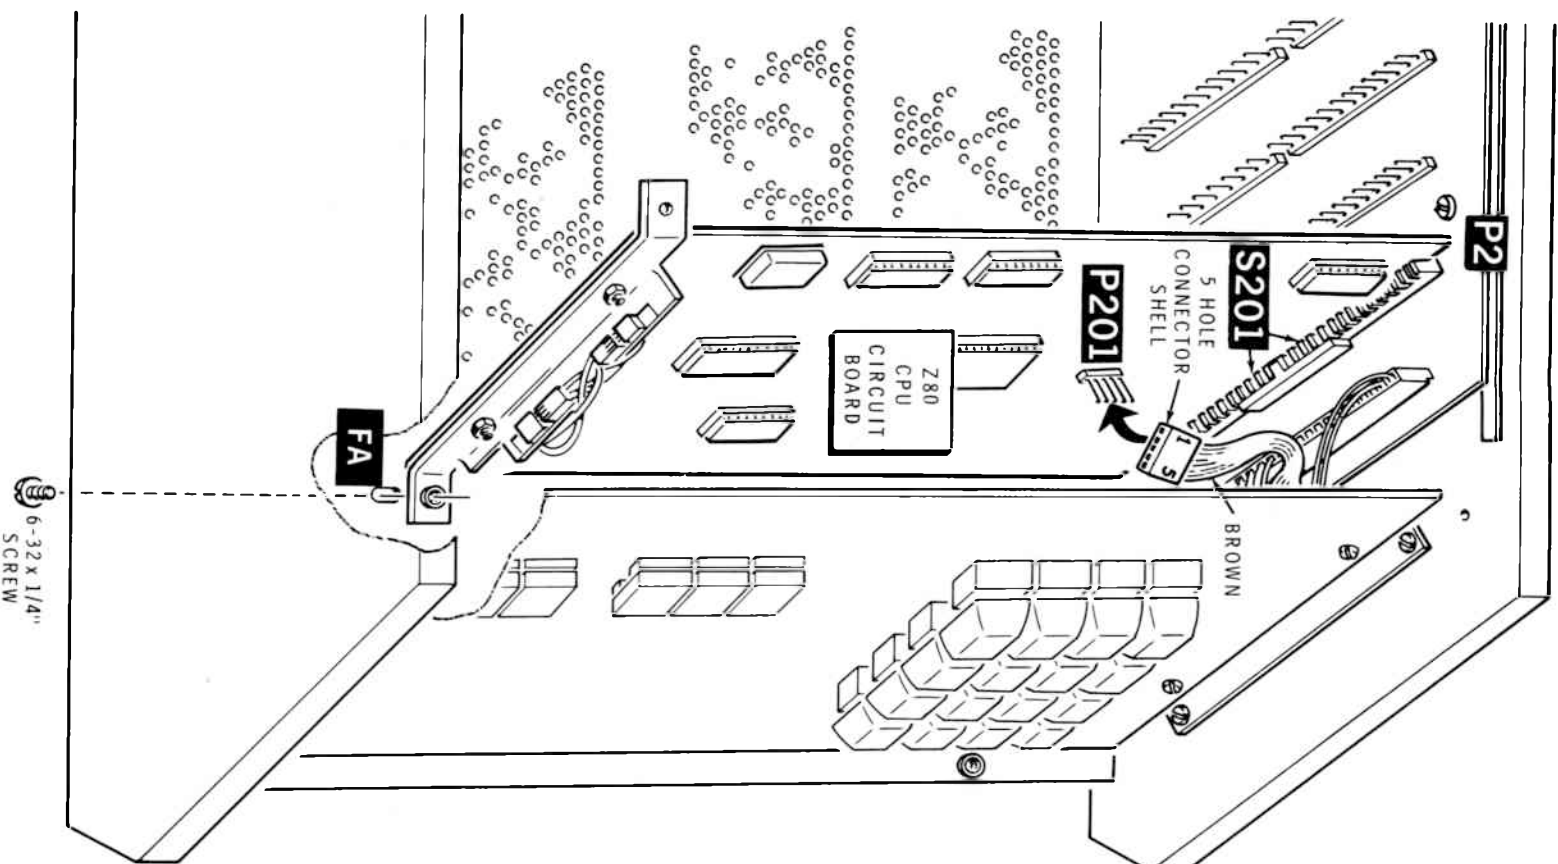 P2
S201
5 HOLE
CONNECTOR
SHELL
P201
Z80
CPU
CIRCUIT
BOARD
1
5
BROWN
FA
6-32 x 1/4"
SCREW